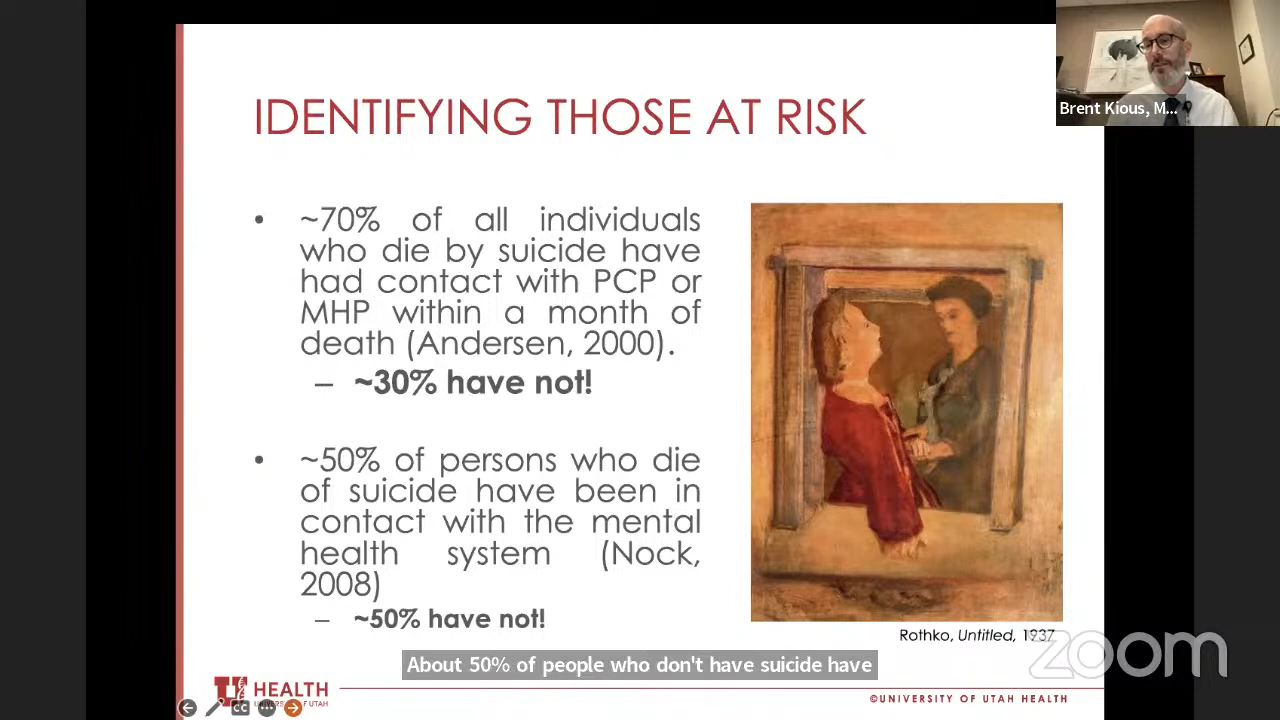 Brent Kious, M...
IDENTIFYING THOSE AT RISK
• ~70% of all individuals
who die by suicide have
had contact with PCP or
MHP within a month of
death (Andersen, 2000).
– ~30% have not!
• ~50% of persons who die
of suicide have been in
contact with the mental
health system (Nock,
2008)
– ~50% have not!
Rothko, Untitled, 1937
zoom
About 50% of people who don't have suicide have
U HEALTH
UNIVERSITY OF UTAH
©UNIVERSITY OF UTAH HEALTH
CC